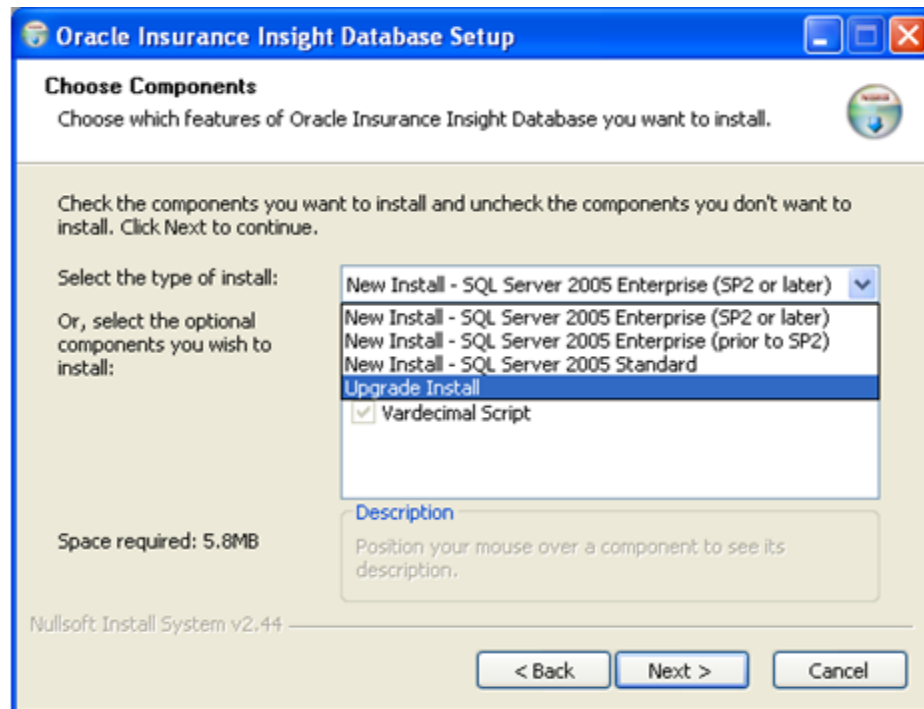 Oracle Insurance Insight Database Setup
Choose Components
Choose which features of Oracle Insurance Insight Database you want to install.
Check the components you want to install and uncheck the components you don't want to
install. Click Next to continue.
Select the type of install:
New Install - SQL Server 2005 Enterprise (SP2 or later)
Or, select the optional
components you wish to
install:
New Install - SQL Server 2005 Enterprise (SP2 or later)
New Install - SQL Server 2005 Enterprise (prior to SP2)
New Install - SQL Server 2005 Standard
Upgrade Install
Vardecimal Script
Space required: 5.8MB
Description
Position your mouse over a component to see its
description.
Nullsoft Install System v2.44
< Back
Next >
Cancel